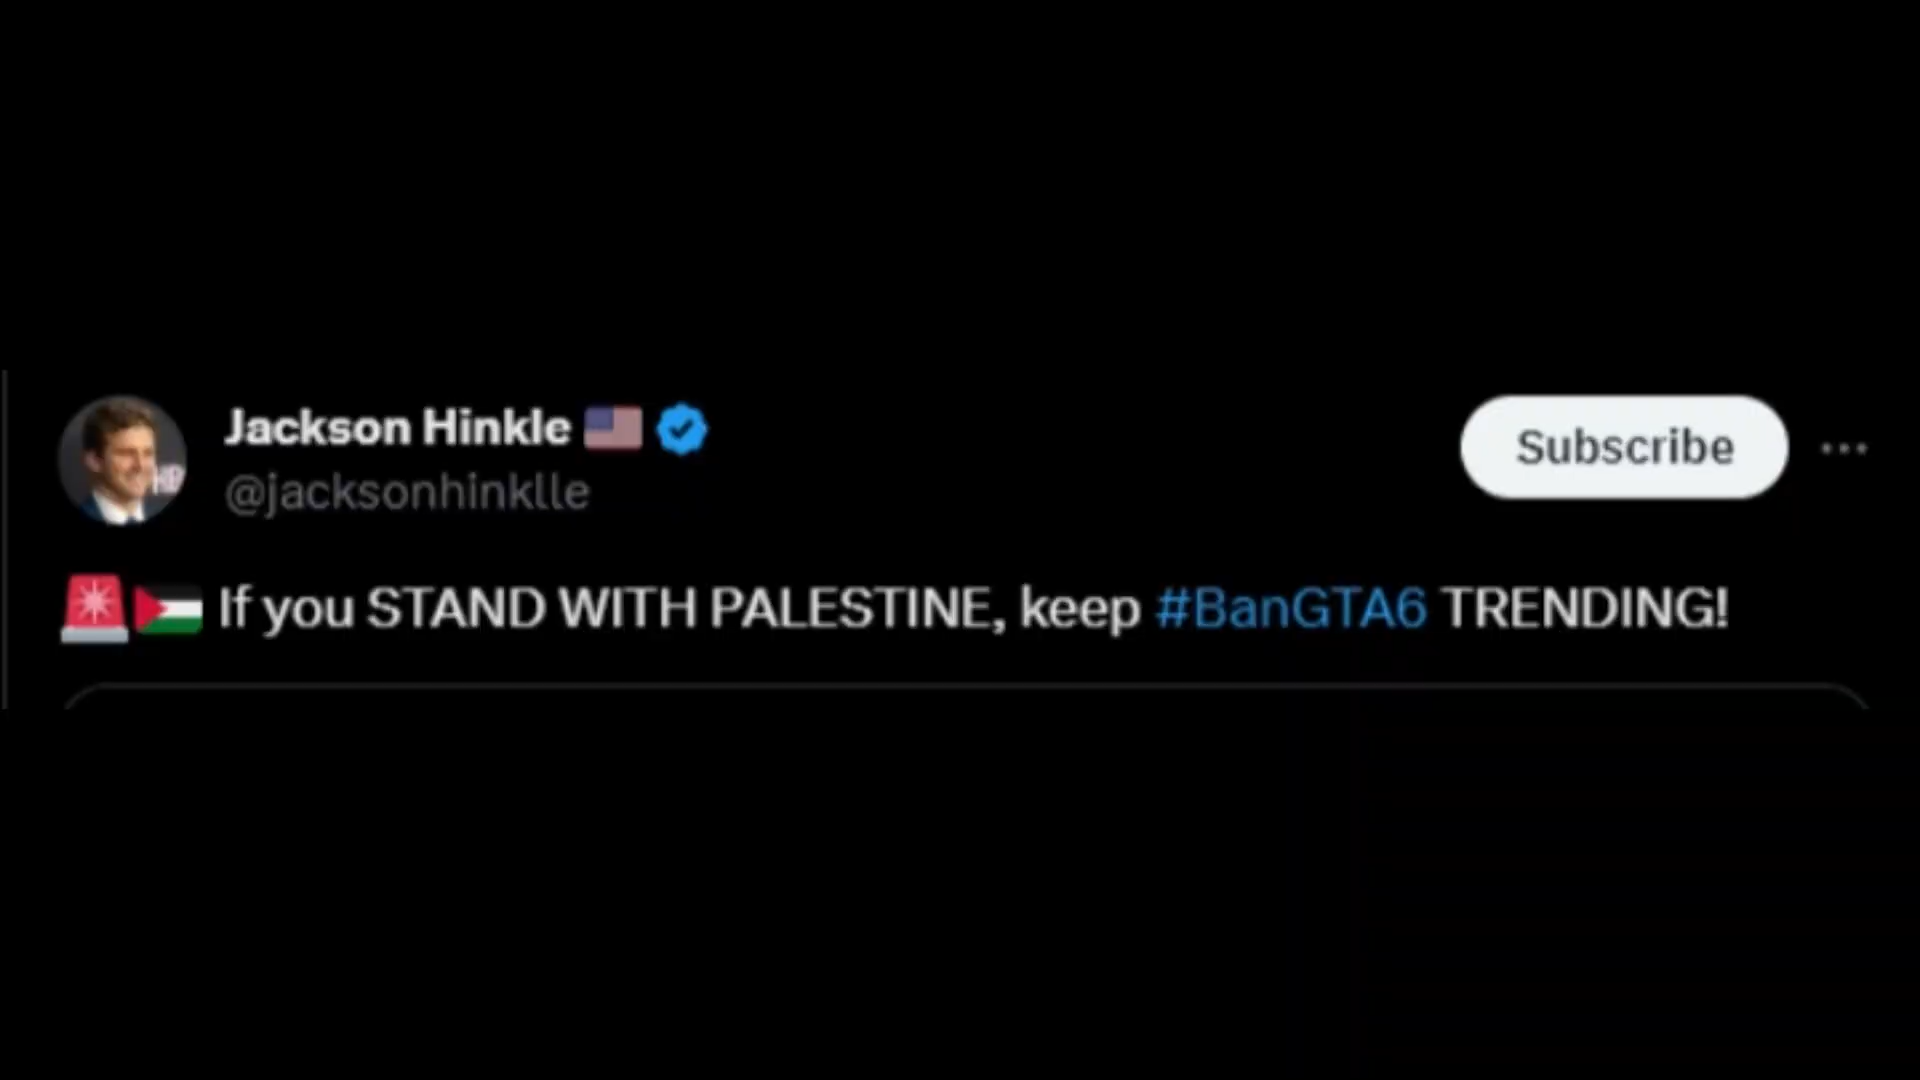 Jackson Hinkle 🇺🇸
@jacksonhinklle
Subscribe
🚨🇵🇸 If you STAND WITH PALESTINE, keep #BanGTA6 TRENDING!